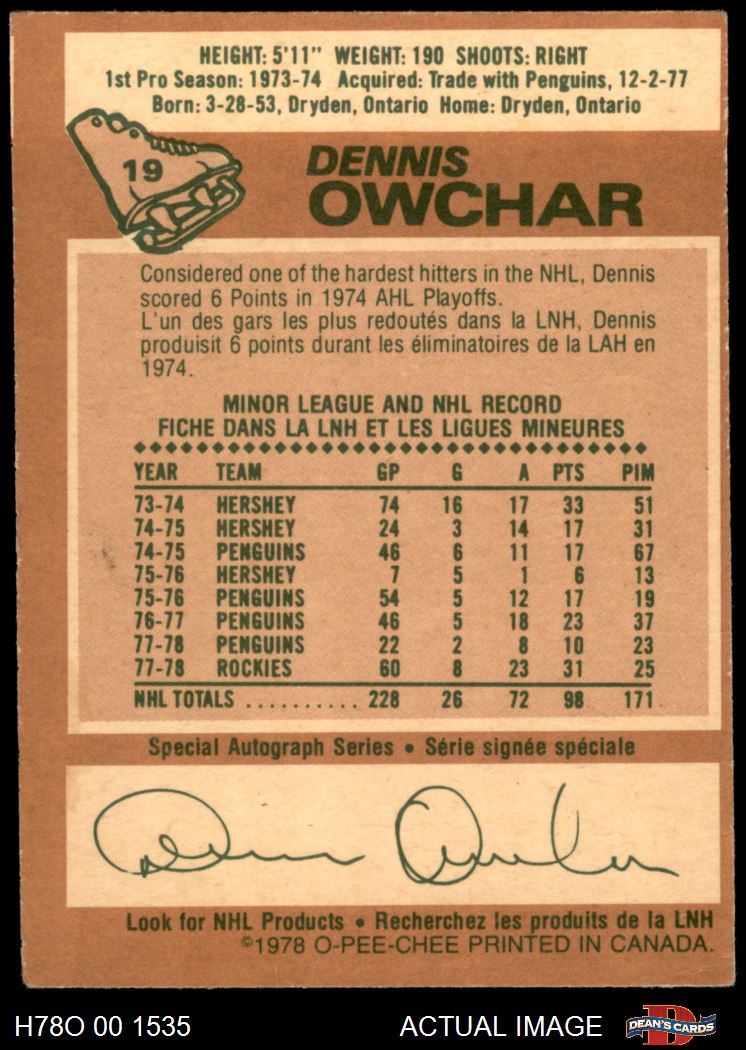 HEIGHT: 5'11" WEIGHT: 190 SHOOTS: RIGHT
1st Pro Season: 1973-74 Acquired: Trade with Penguins, 12-2-77
Born: 3-28-53, Dryden, Ontario Home: Dryden, Ontario
19
DENNIS
OWCHAR
Considered one of the hardest hitters in the NHL, Dennis
scored 6 Points in 1974 AHL Playoffs.
L'un des gars les plus redoutés dans la LNH, Dennis
produisit 6 points durant les éliminatoires de la LAH en
1974.
MINOR LEAGUE AND NHL RECORD
FICHE DANS LA LNH ET LES LIGUES MINEURES
YEAR TEAM GP G A PTS PIM
73-74 HERSHEY 74 16 17 33 51
74-75 HERSHEY 24 3 14 17 31
74-75 PENGUINS 46 6 11 17 67
75-76 HERSHEY 7 5 1 6 13
75-76 PENGUINS 54 5 12 17 19
76-77 PENGUINS 46 5 18 23 37
77-78 PENGUINS 22 2 8 10 23
77-78 ROCKIES 60 8 23 31 25
NHL TOTALS .......... 228 26 72 98 171
Special Autograph Series • Série signée spéciale
Dennis Owchar
Look for NHL Products • Recherchez les produits de la LNH
©1978 O-PEE-CHEE PRINTED IN CANADA.
H78O 00 1535 ACTUAL IMAGE D DEAN'S CARDS